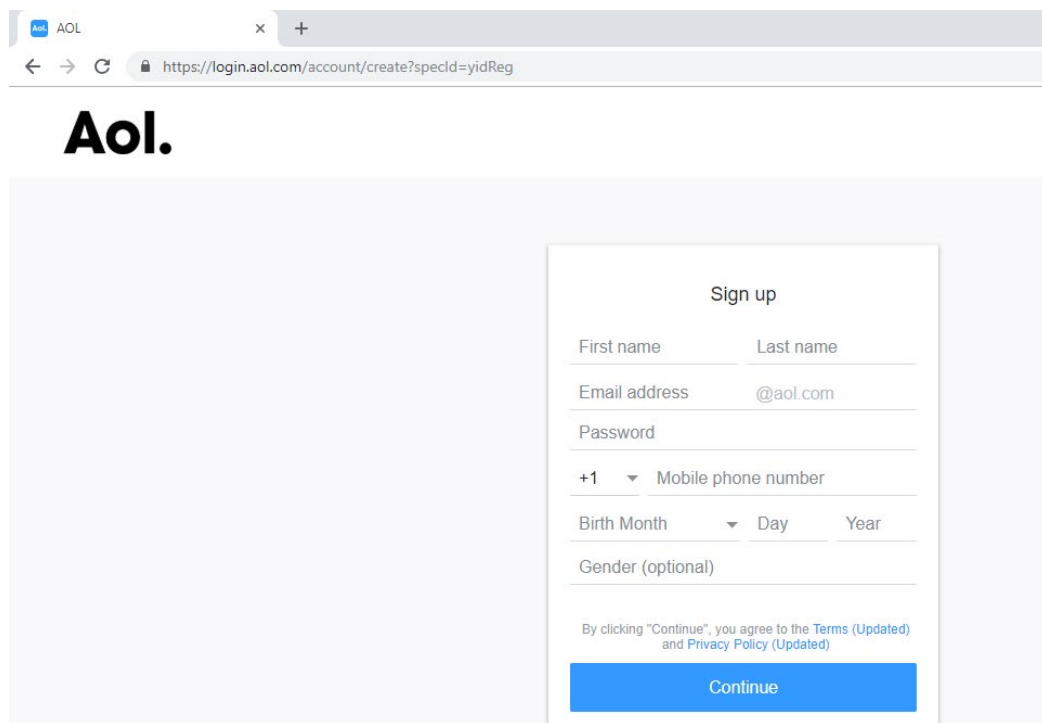 Aol. AOL
https://login.aol.com/account/create?specId=yidReg
Aol.
Sign up
First name Last name
Email address @aol.com
Password
+1 Mobile phone number
Birth Month Day Year
Gender (optional)
By clicking "Continue", you agree to the Terms (Updated)
and Privacy Policy (Updated)
Continue